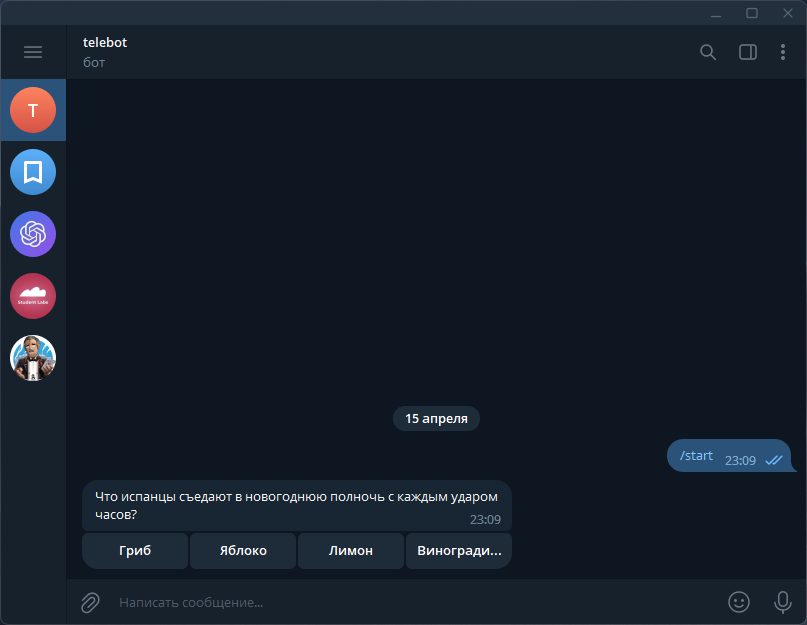 telebot
бот
T
Student Labs
15 апреля
/start 23:09
Что испанцы съедают в новогоднюю полночь с каждым ударом
часов?
23:09
Гриб Яблоко Лимон Виногради...
Написать сообщение...